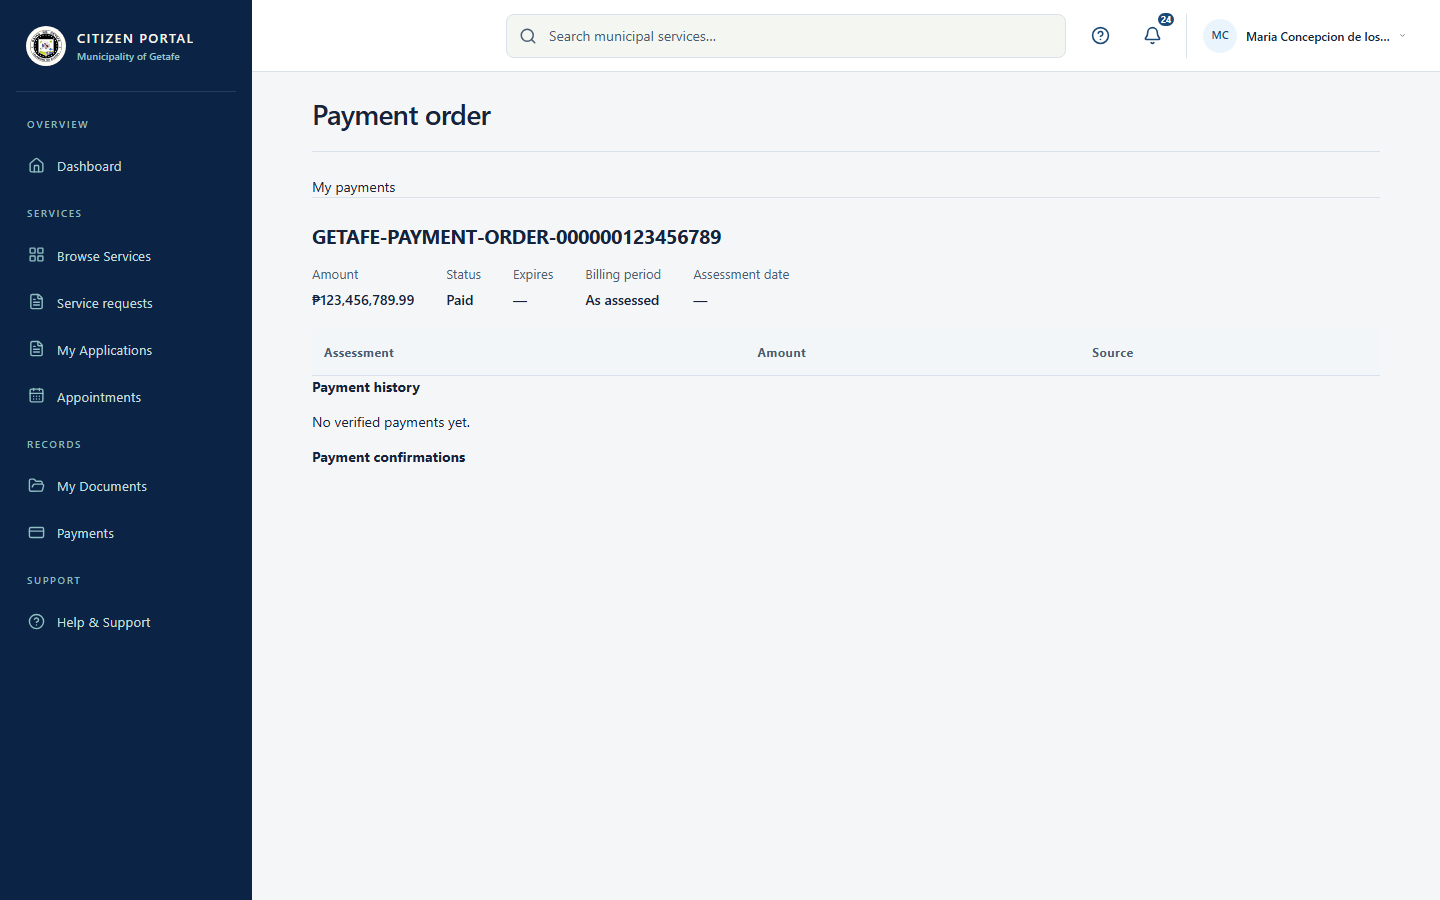 CITIZEN PORTAL
Municipality of Getafe
OVERVIEW
Dashboard
SERVICES
Browse Services
Service requests
My Applications
Appointments
RECORDS
My Documents
Payments
SUPPORT
Help & Support
Search municipal services...
24
MC
Maria Concepcion de los...
Payment order
My payments
GETAFE-PAYMENT-ORDER-000000123456789
Amount Status Expires Billing period Assessment date
₱123,456,789.99 Paid — As assessed —
Assessment Amount Source
Payment history
No verified payments yet.
Payment confirmations